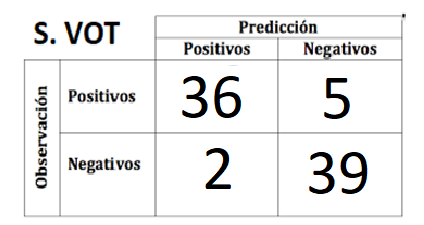 S. VOT
Predicción
Positivos Negativos
Observación
Positivos 36 5
Negativos 2 39